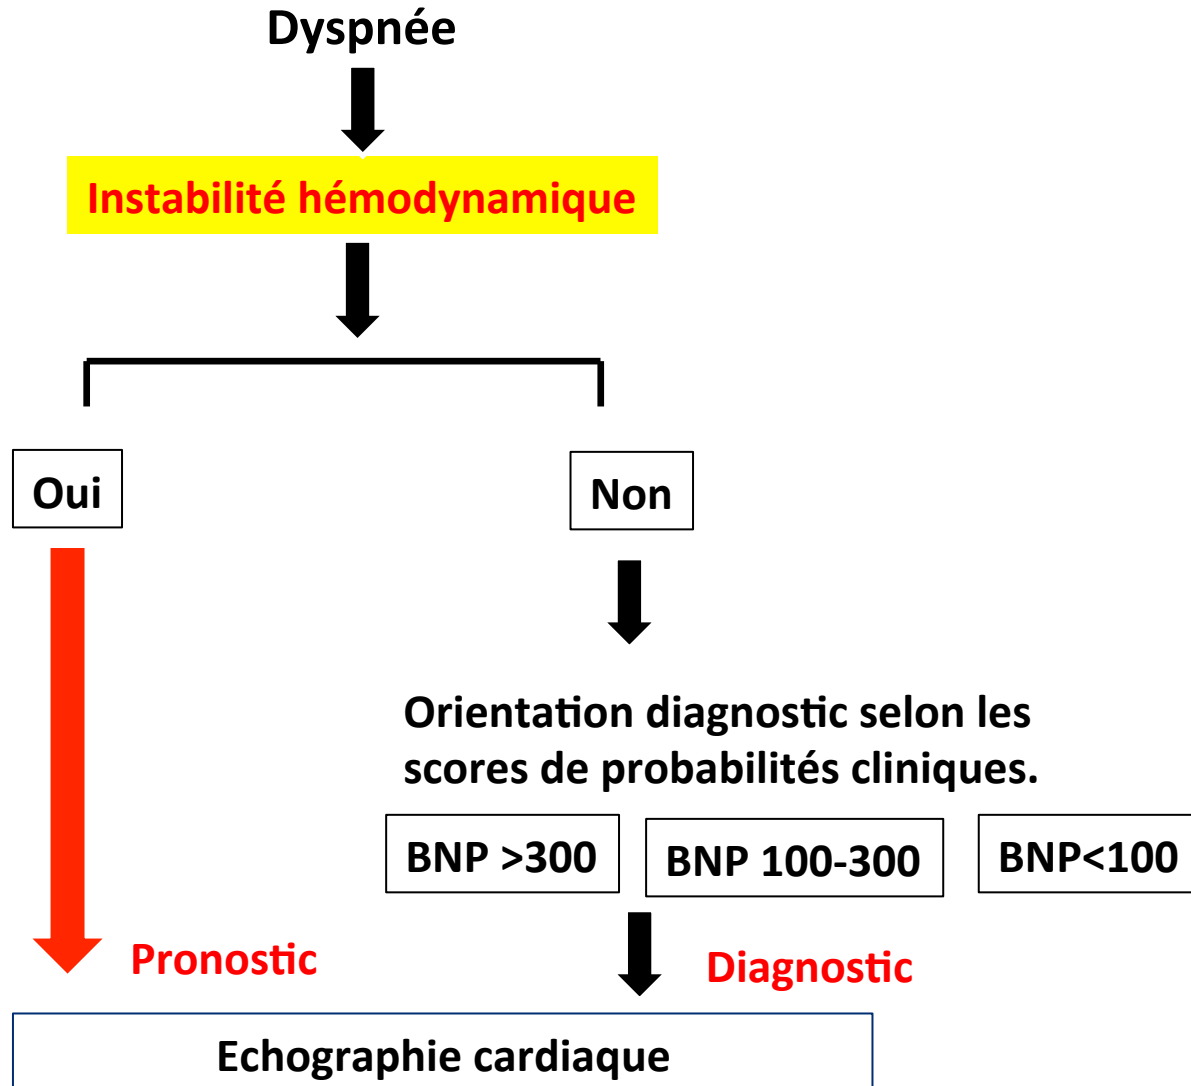 Dyspnée
Instabilité hémodynamique
Oui
Non
Orientation diagnostic selon les
scores de probabilités cliniques.
BNP >300
BNP 100-300
BNP<100
Pronostic
Diagnostic
Echographie cardiaque